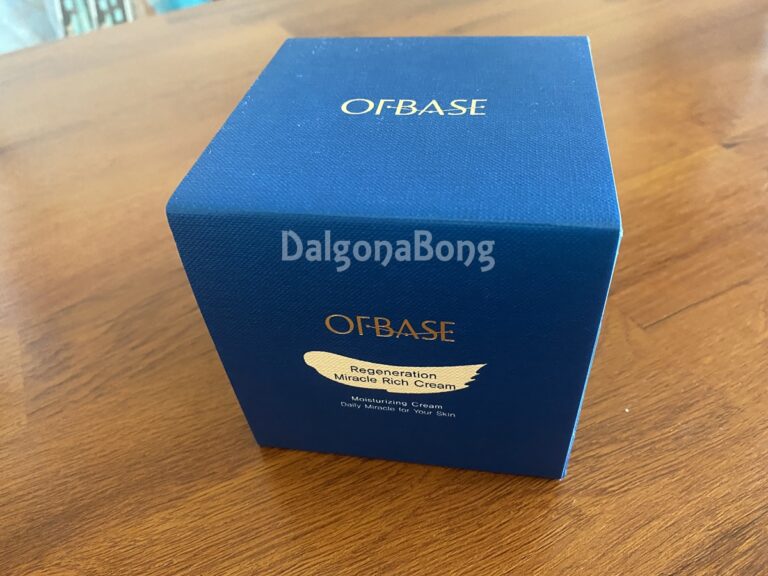 OFBASE
DalgonaBong
OFBASE
Regeneration
Miracle Rich Cream
Moisturizing Cream
Daily Miracle for Your Skin